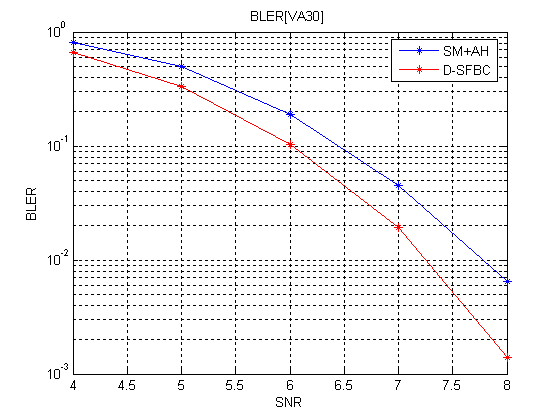 BLER[VA30]
10^0
SM+AH
D-SFBC
10^-1
BLER
10^-2
10^-3
4 4.5 5 5.5 6 6.5 7 7.5 8
SNR